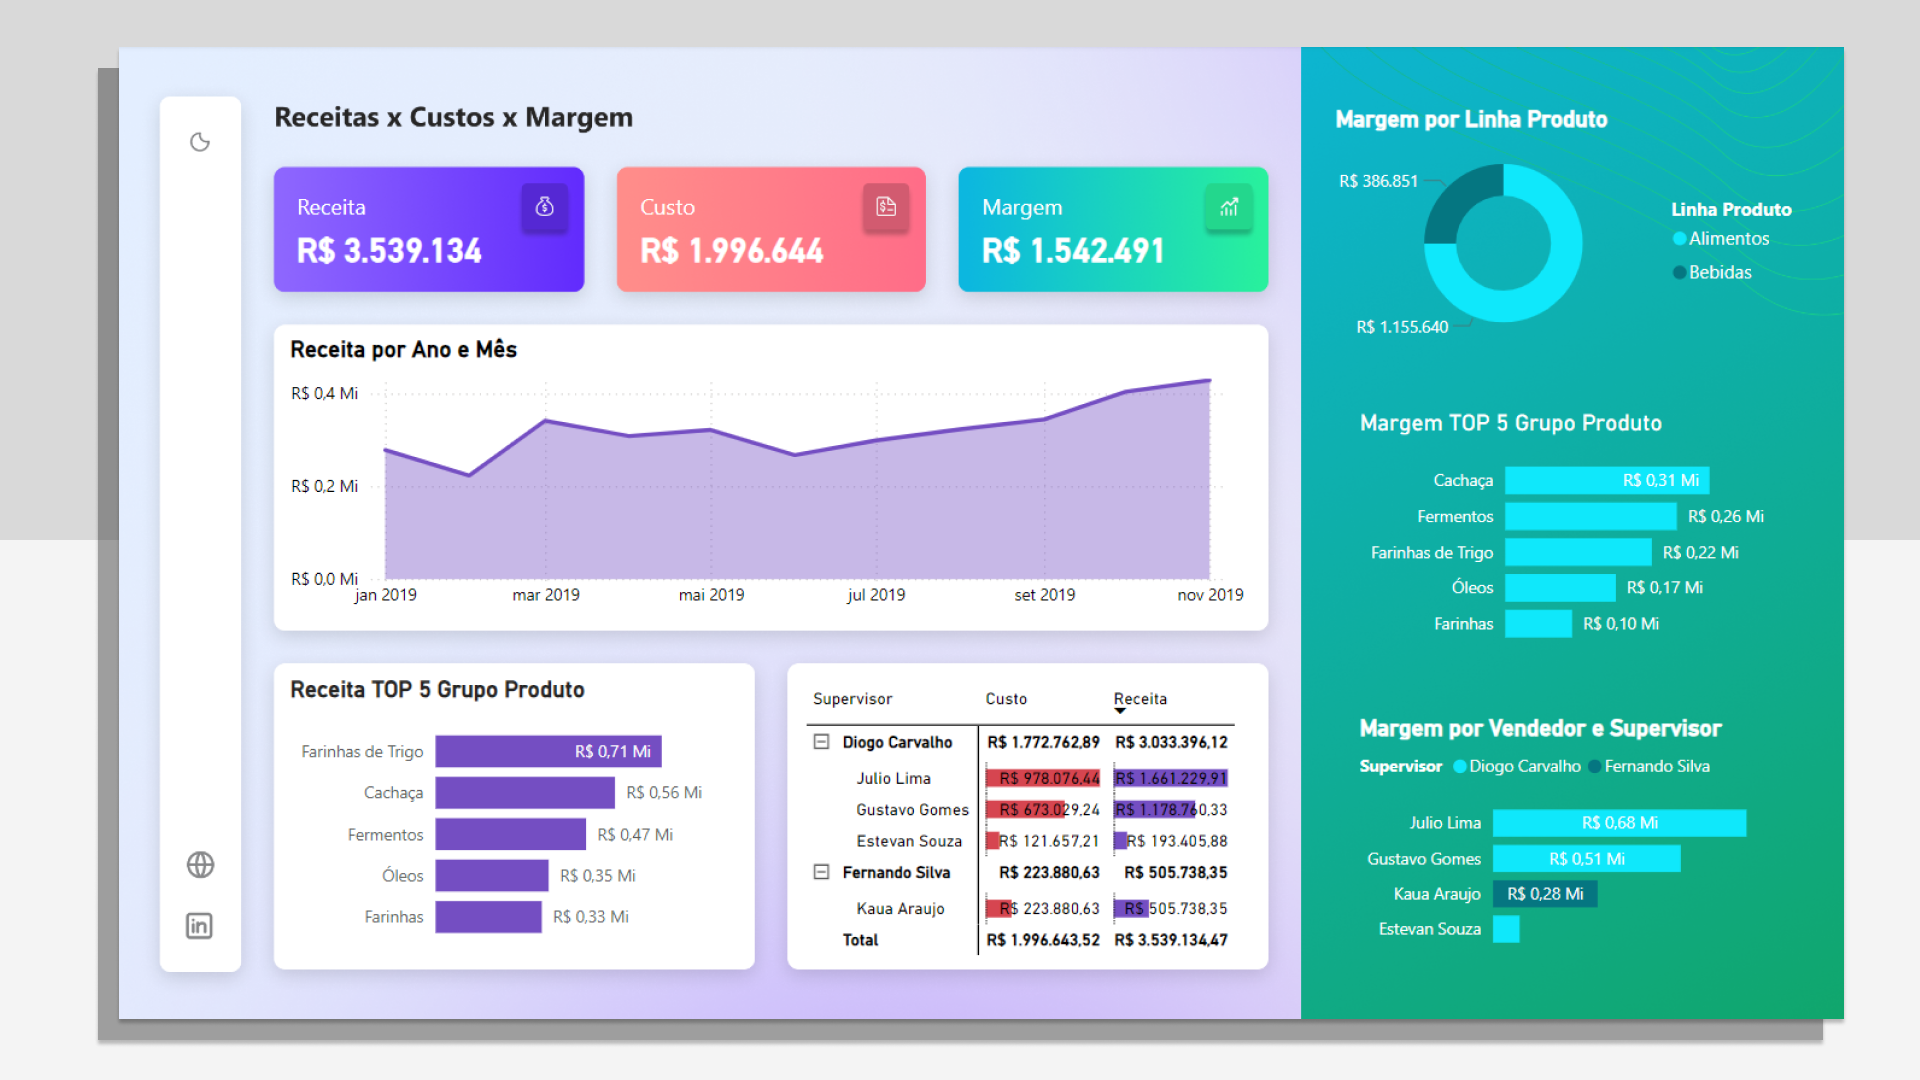 Receitas x Custos x Margem
Receita
R$ 3.539.134
Custo
R$ 1.996.644
Margem
R$ 1.542.491
Receita por Ano e Mês
R$ 0,4 Mi
R$ 0,2 Mi
R$ 0,0 Mi
jan 2019 mar 2019 mai 2019 jul 2019 set 2019 nov 2019
Receita TOP 5 Grupo Produto
Farinhas de Trigo R$ 0,71 Mi
Cachaça R$ 0,56 Mi
Fermentos R$ 0,47 Mi
Óleos R$ 0,35 Mi
Farinhas R$ 0,33 Mi
Supervisor Custo Receita
Diogo Carvalho R$ 1.772.762,89 R$ 3.033.396,12
Julio Lima R$ 978.076,44 R$ 1.661.229,91
Gustavo Gomes R$ 673.029,24 R$ 1.178.760,33
Estevan Souza R$ 121.657,21 R$ 193.405,88
Fernando Silva R$ 223.880,63 R$ 505.738,35
Kaua Araujo R$ 223.880,63 R$ 505.738,35
Total R$ 1.996.643,52 R$ 3.539.134,47
in
Margem por Linha Produto
R$ 386.851
R$ 1.155.640
Linha Produto
Alimentos
Bebidas
Margem TOP 5 Grupo Produto
Cachaça R$ 0,31 Mi
Fermentos R$ 0,26 Mi
Farinhas de Trigo R$ 0,22 Mi
Óleos R$ 0,17 Mi
Farinhas R$ 0,10 Mi
Margem por Vendedor e Supervisor
Supervisor Diogo Carvalho Fernando Silva
Julio Lima R$ 0,68 Mi
Gustavo Gomes R$ 0,51 Mi
Kaua Araujo R$ 0,28 Mi
Estevan Souza